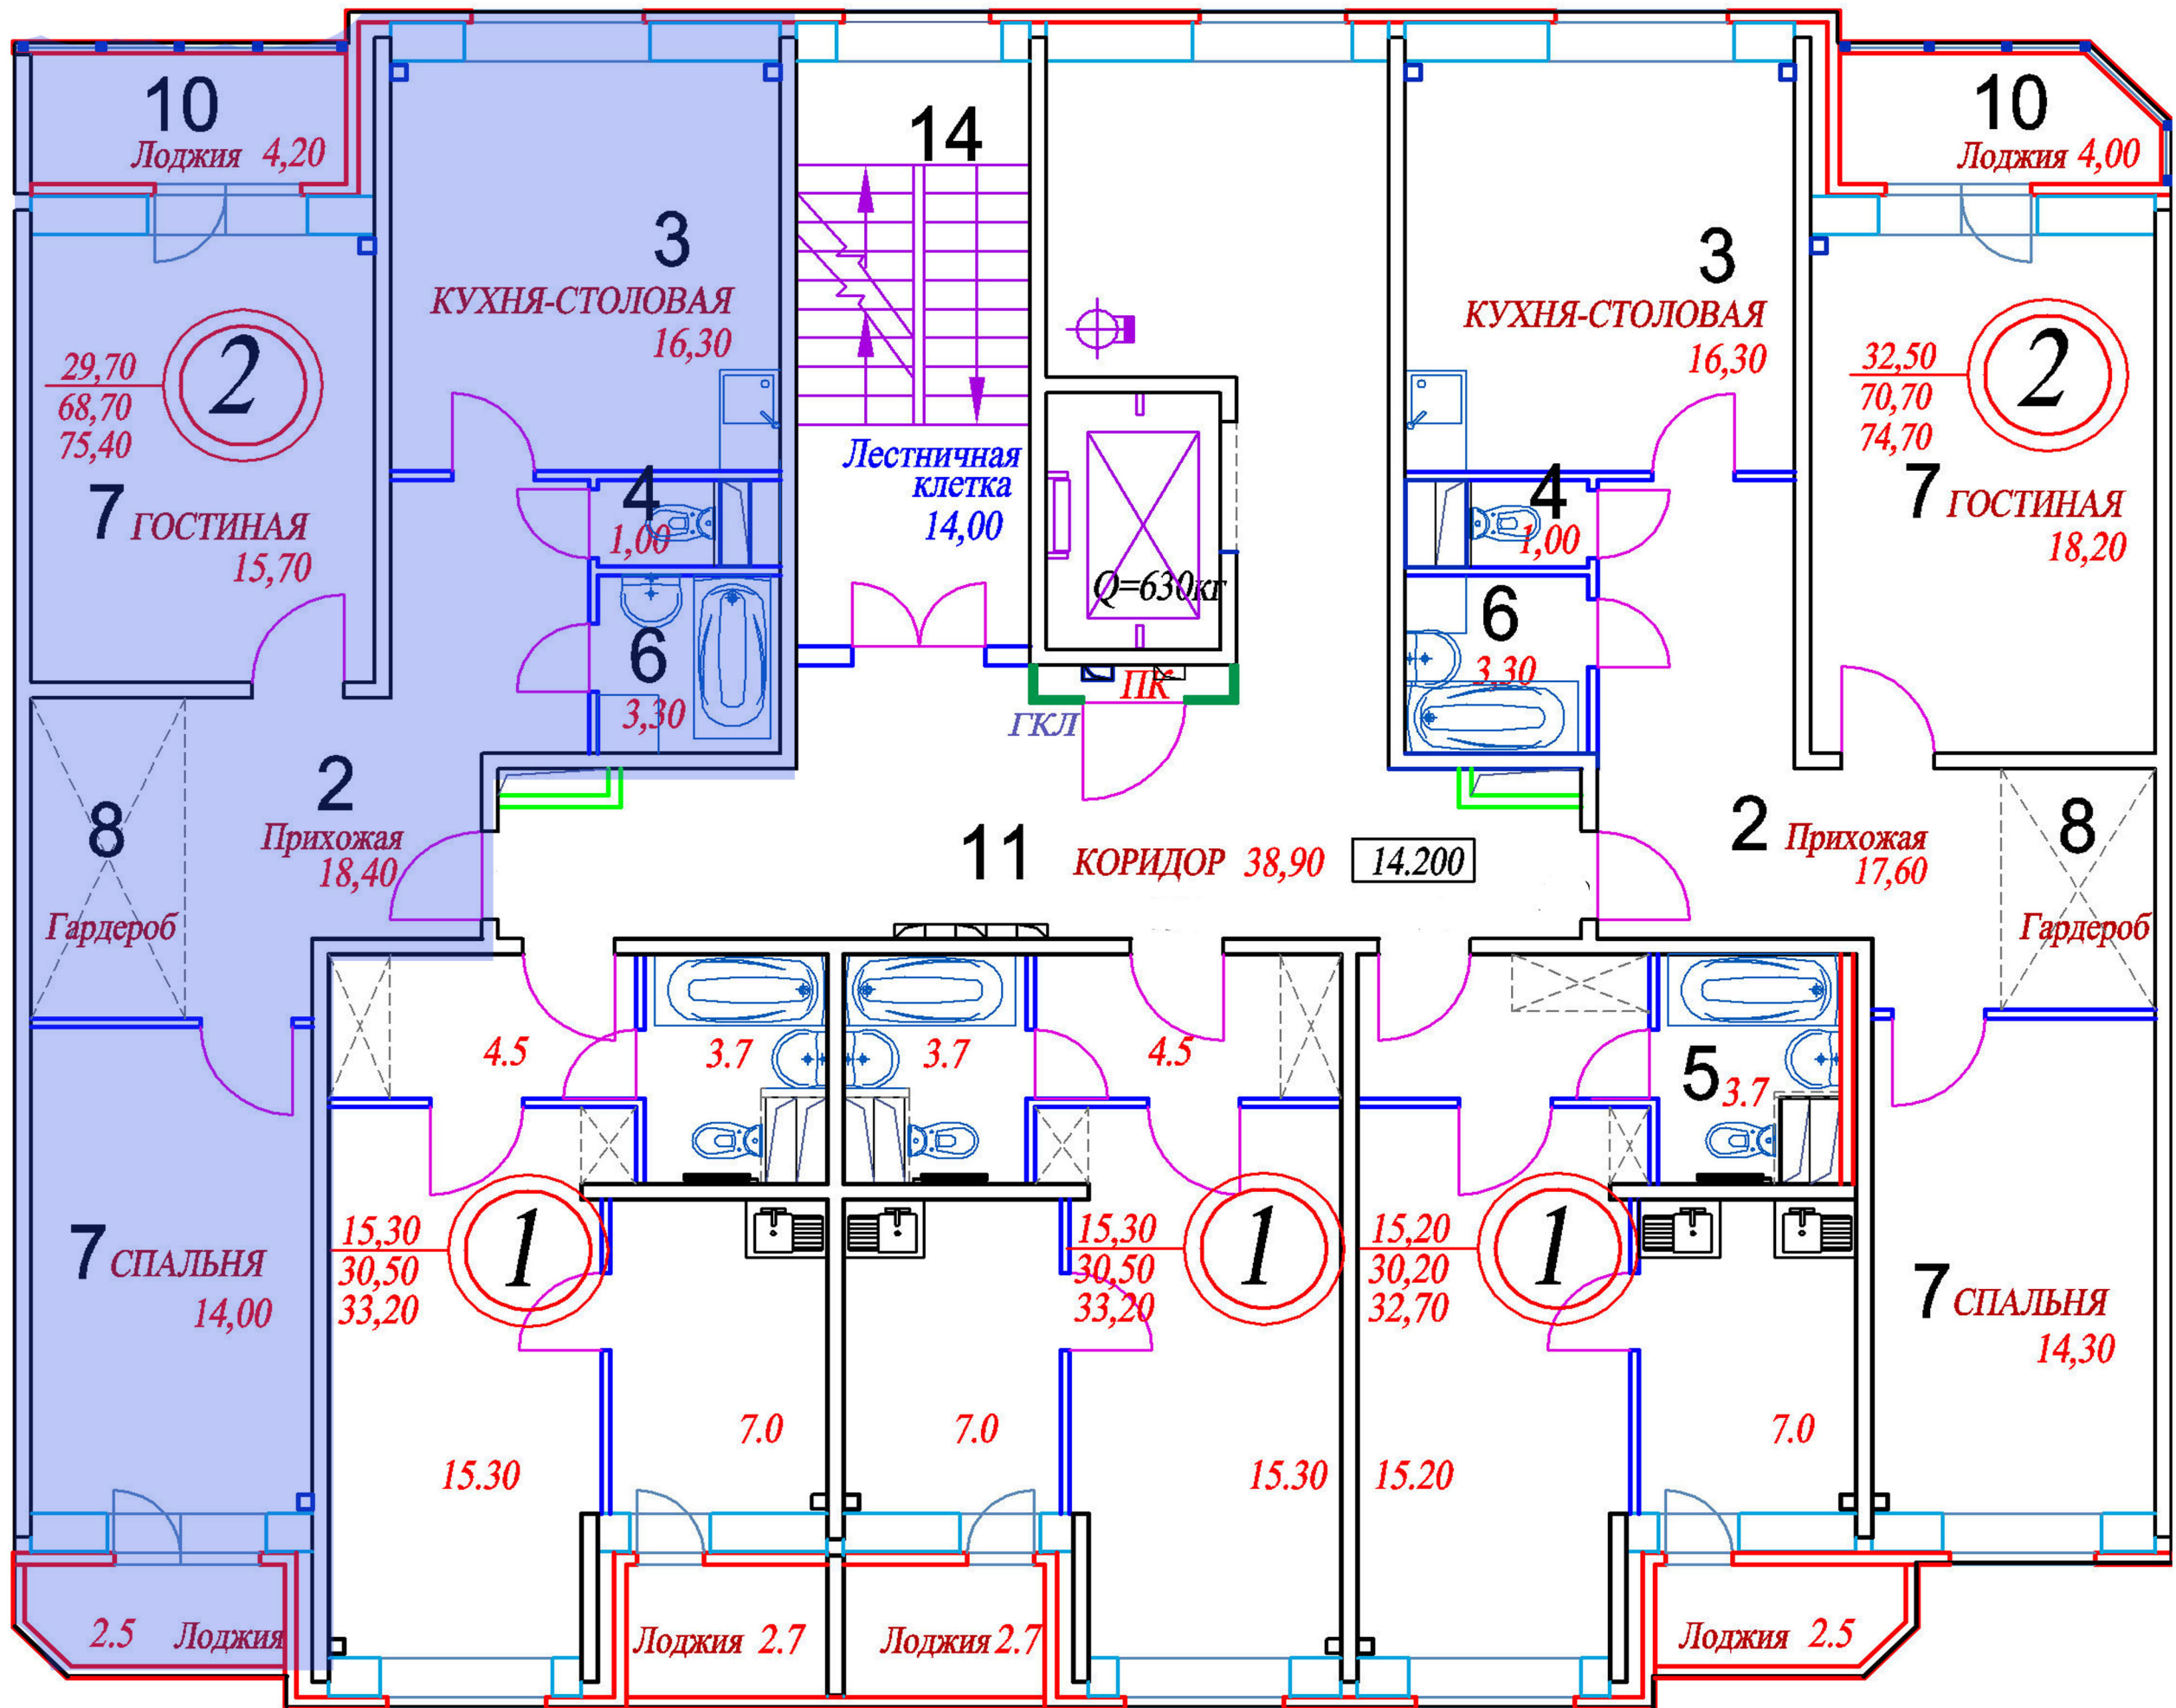 10
Лоджия 4,20
14
10
Лоджия 4,00
3
КУХНЯ-СТОЛОВАЯ
16,30
3
КУХНЯ-СТОЛОВАЯ
16,30
29,70
68,70
75,40
2
32,50
70,70
74,70
2
7 ГОСТИНАЯ
15,70
4
1,00
Лестничная
клетка
14,00
4
1,00
7 ГОСТИНАЯ
18,20
Q=630кг
6
3,30
6
3,30
ПК
ГКЛ
8
Гардероб
2
Прихожая
18,40
11 КОРИДОР 38,90 14.200
2 Прихожая
17,60
8
Гардероб
4.5
3.7
3.7
4.5
5 3.7
7 СПАЛЬНЯ
14,00
15,30
30,50
33,20
1
15,30
30,50
33,20
1
15,20
30,20
32,70
1
7 СПАЛЬНЯ
14,30
7.0
7.0
7.0
15.30
15.30
15.20
2.5 Лоджия
Лоджия 2.7
Лоджия 2.7
Лоджия 2.5